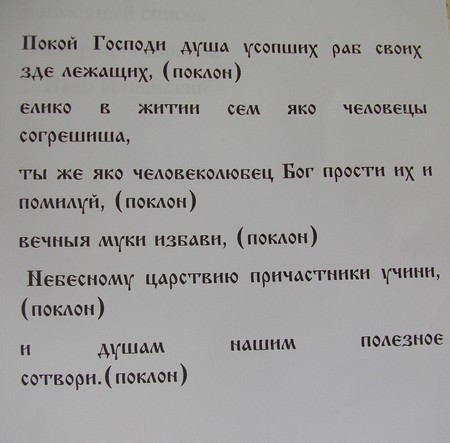 Покой Господи душа усопших раб своих
зде лежащих, (поклон)
елико в житии сем яко человецы
согрешиша,
ты же яко человеколюбец Бог прости их и
помилуй, (поклон)
вечныя муки избави, (поклон)
Небесному царствию причастники учини,
(поклон)
и душам нашим полезное
сотвори.(поклон)